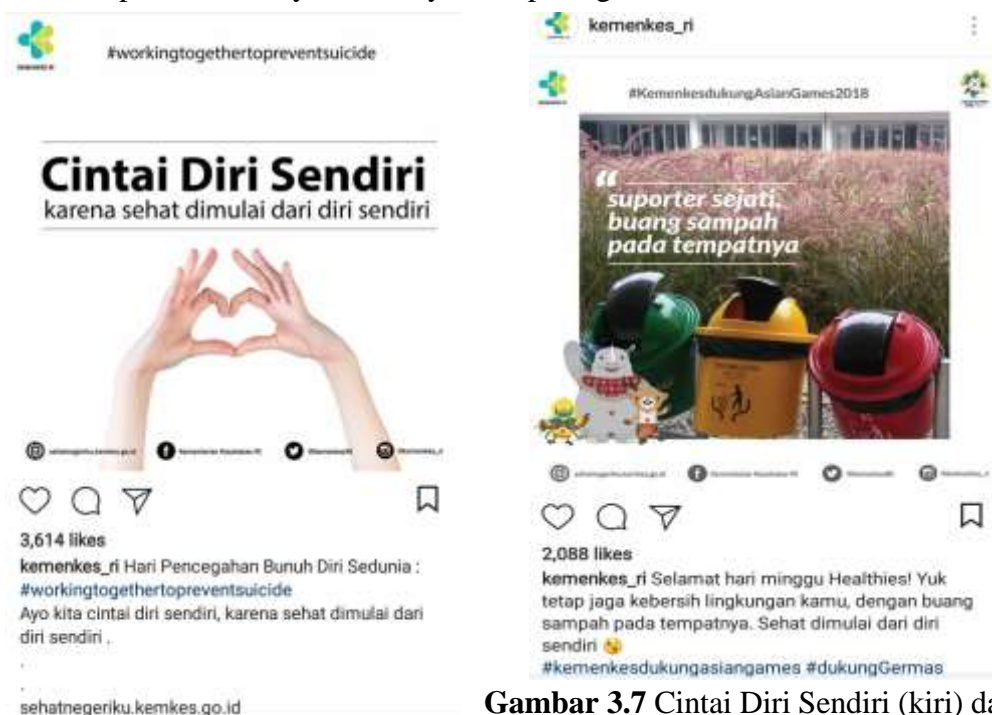 #workingtogethertopreventsuicide
Cintai Diri Sendiri
karena sehat dimulai dari diri sendiri
3,614 likes
kemenkes_ri Hari Pencegahan Bunuh Diri Sedunia :
#workingtogethertopreventsuicide
Ayo kita cintai diri sendiri, karena sehat dimulai dari
diri sendiri .
.
.
sehatnegeriku.kemkes.go.id
kemenkes_ri
#KemenkesdukungAsianGames2018
“
suporter sejati,
buang sampah
pada tempatnya
2,088 likes
kemenkes_ri Selamat hari minggu Healthies! Yuk
tetap jaga kebersih lingkungan kamu, dengan buang
sampah pada tempatnya. Sehat dimulai dari diri
sendiri 😘
#kemenkesdukungasiangames #dukungGermas
Gambar 3.7 Cintai Diri Sendiri (kiri) da